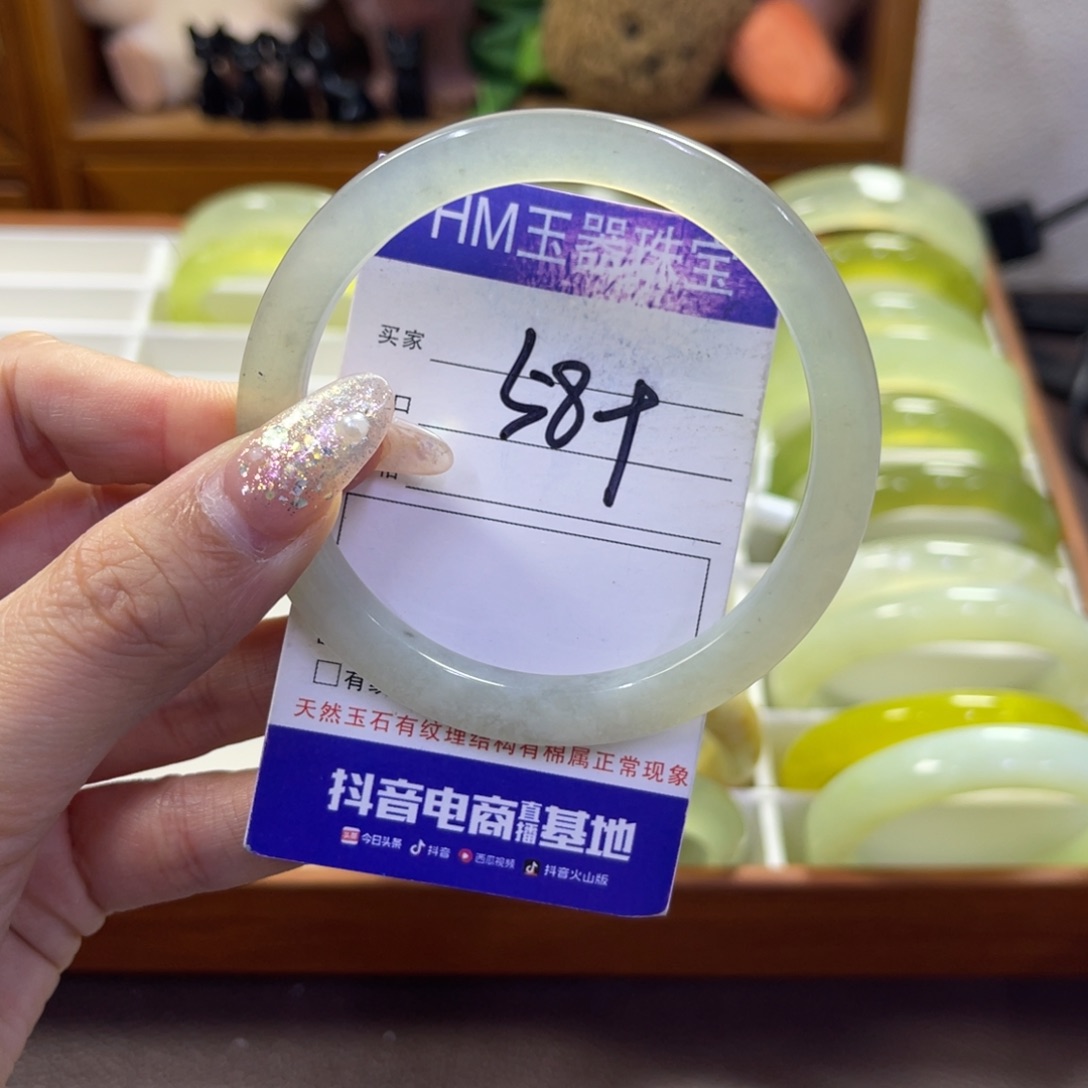 HM玉器珠宝
买家
58+
口
有
天然玉石有纹理结构有棉属正常现象
抖音电商直播基地
今日头条 抖音 西瓜视频 抖音火山版